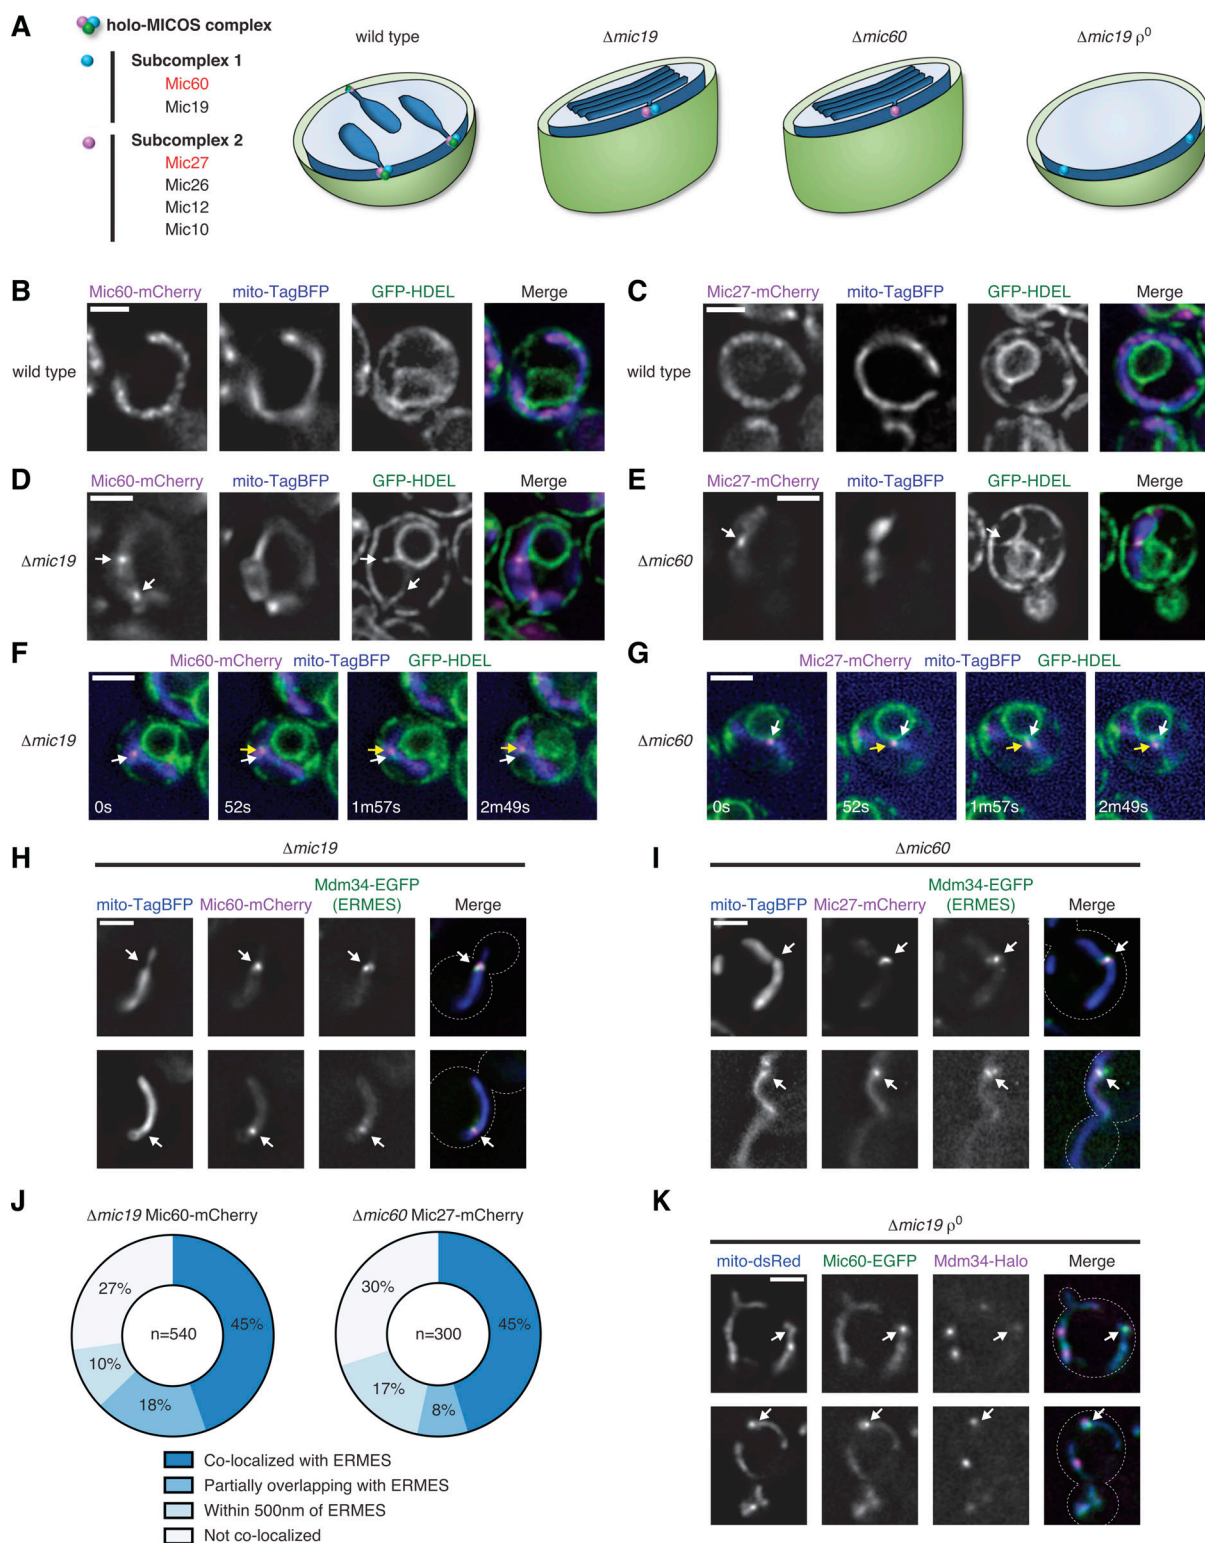 A
holo-MICOS complex
Subcomplex 1
Mic60
Mic19
Subcomplex 2
Mic27
Mic26
Mic12
Mic10
wild type
Δmic19
Δmic60
Δmic19 ρ⁰
B
Mic60-mCherry mito-TagBFP GFP-HDEL Merge
wild type
C
Mic27-mCherry mito-TagBFP GFP-HDEL Merge
wild type
D
Mic60-mCherry mito-TagBFP GFP-HDEL Merge
Δmic19
E
Mic27-mCherry mito-TagBFP GFP-HDEL Merge
Δmic60
F
Mic60-mCherry mito-TagBFP GFP-HDEL
Δmic19
0s 52s 1m57s 2m49s
G
Mic27-mCherry mito-TagBFP GFP-HDEL
Δmic60
0s 52s 1m57s 2m49s
H
Δmic19
mito-TagBFP Mic60-mCherry Mdm34-EGFP (ERMES) Merge
I
Δmic60
mito-TagBFP Mic27-mCherry Mdm34-EGFP (ERMES) Merge
J
Δmic19 Mic60-mCherry
27%
45%
n=540
10%
18%
Δmic60 Mic27-mCherry
30%
45%
n=300
17%
8%
Co-localized with ERMES
Partially overlapping with ERMES
Within 500nm of ERMES
Not co-localized
K
Δmic19 ρ⁰
mito-dsRed Mic60-EGFP Mdm34-Halo Merge